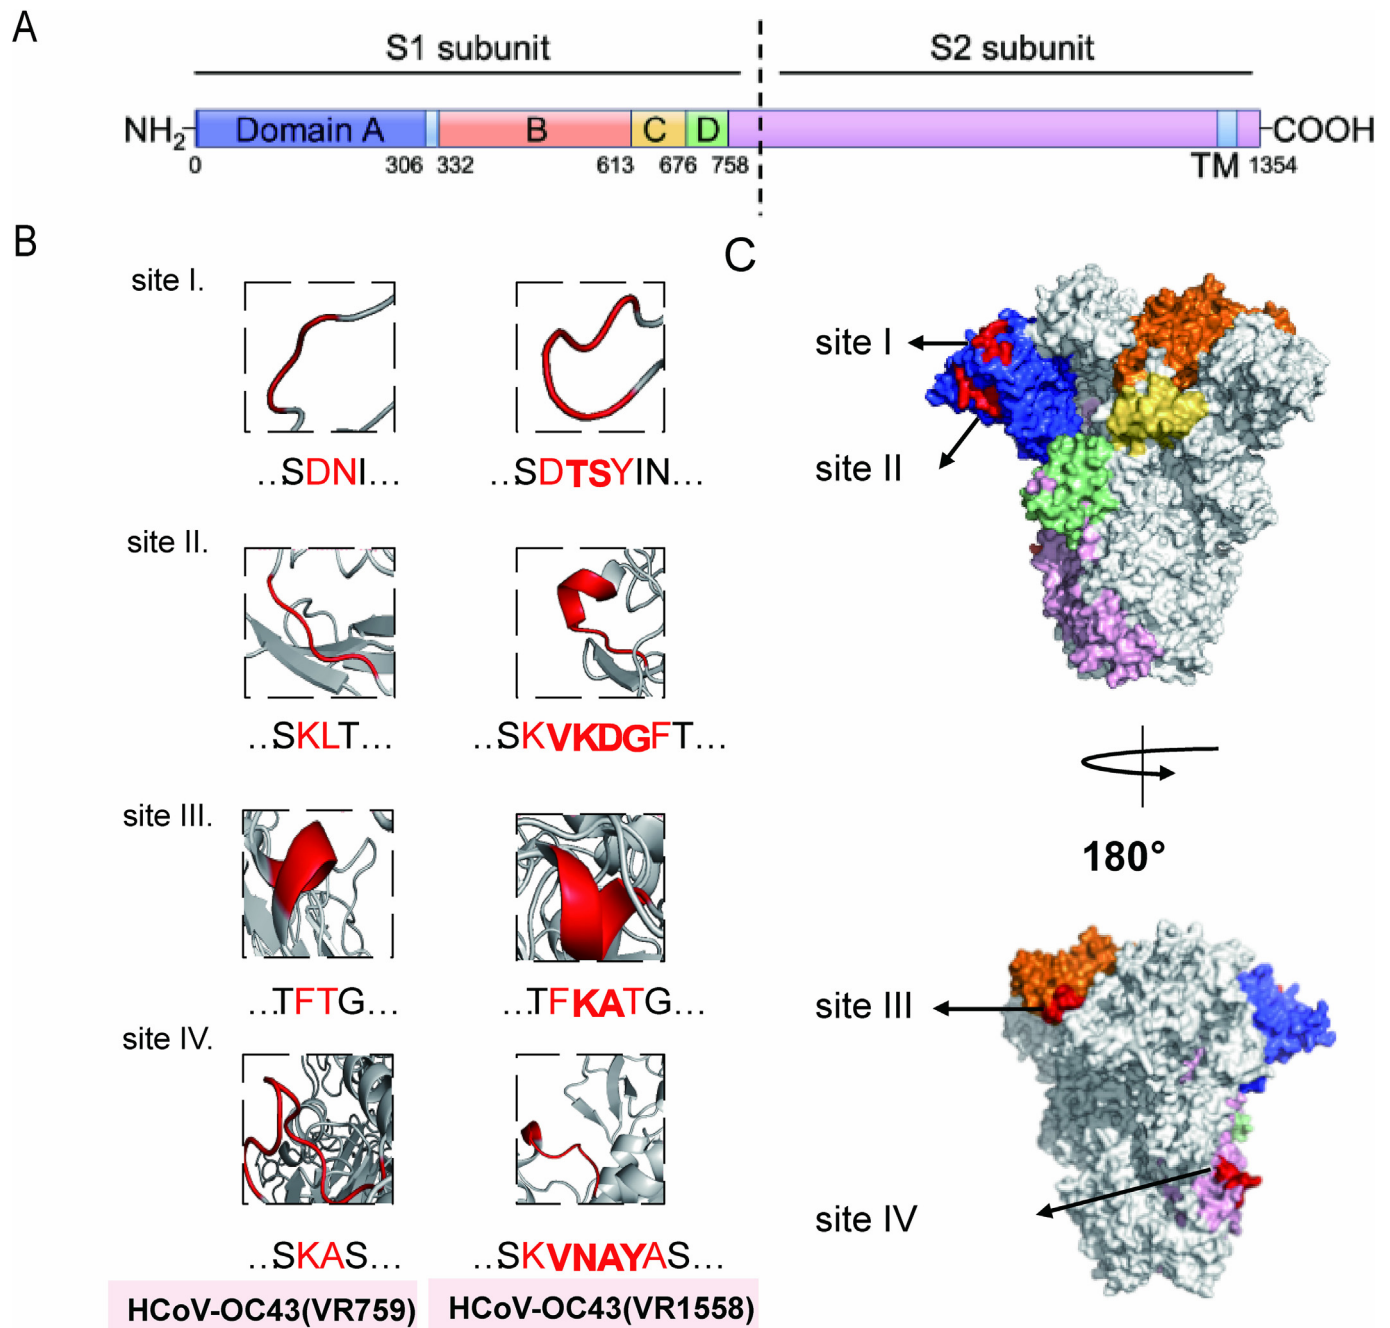 A
S1 subunit
S2 subunit
NH2
Domain A
B
C
D
COOH
0
306
332
613
676
758
TM
1354
B
site I.
...SDNI...
...SDTSYIN...
site II.
...SKLT...
...SKVKDGFT...
site III.
...TFTG...
...TFKATG...
site IV.
...SKAS...
...SKVNAYAS...
HCoV-OC43(VR759)
HCoV-OC43(VR1558)
C
site I
site II
180°
site III
site IV